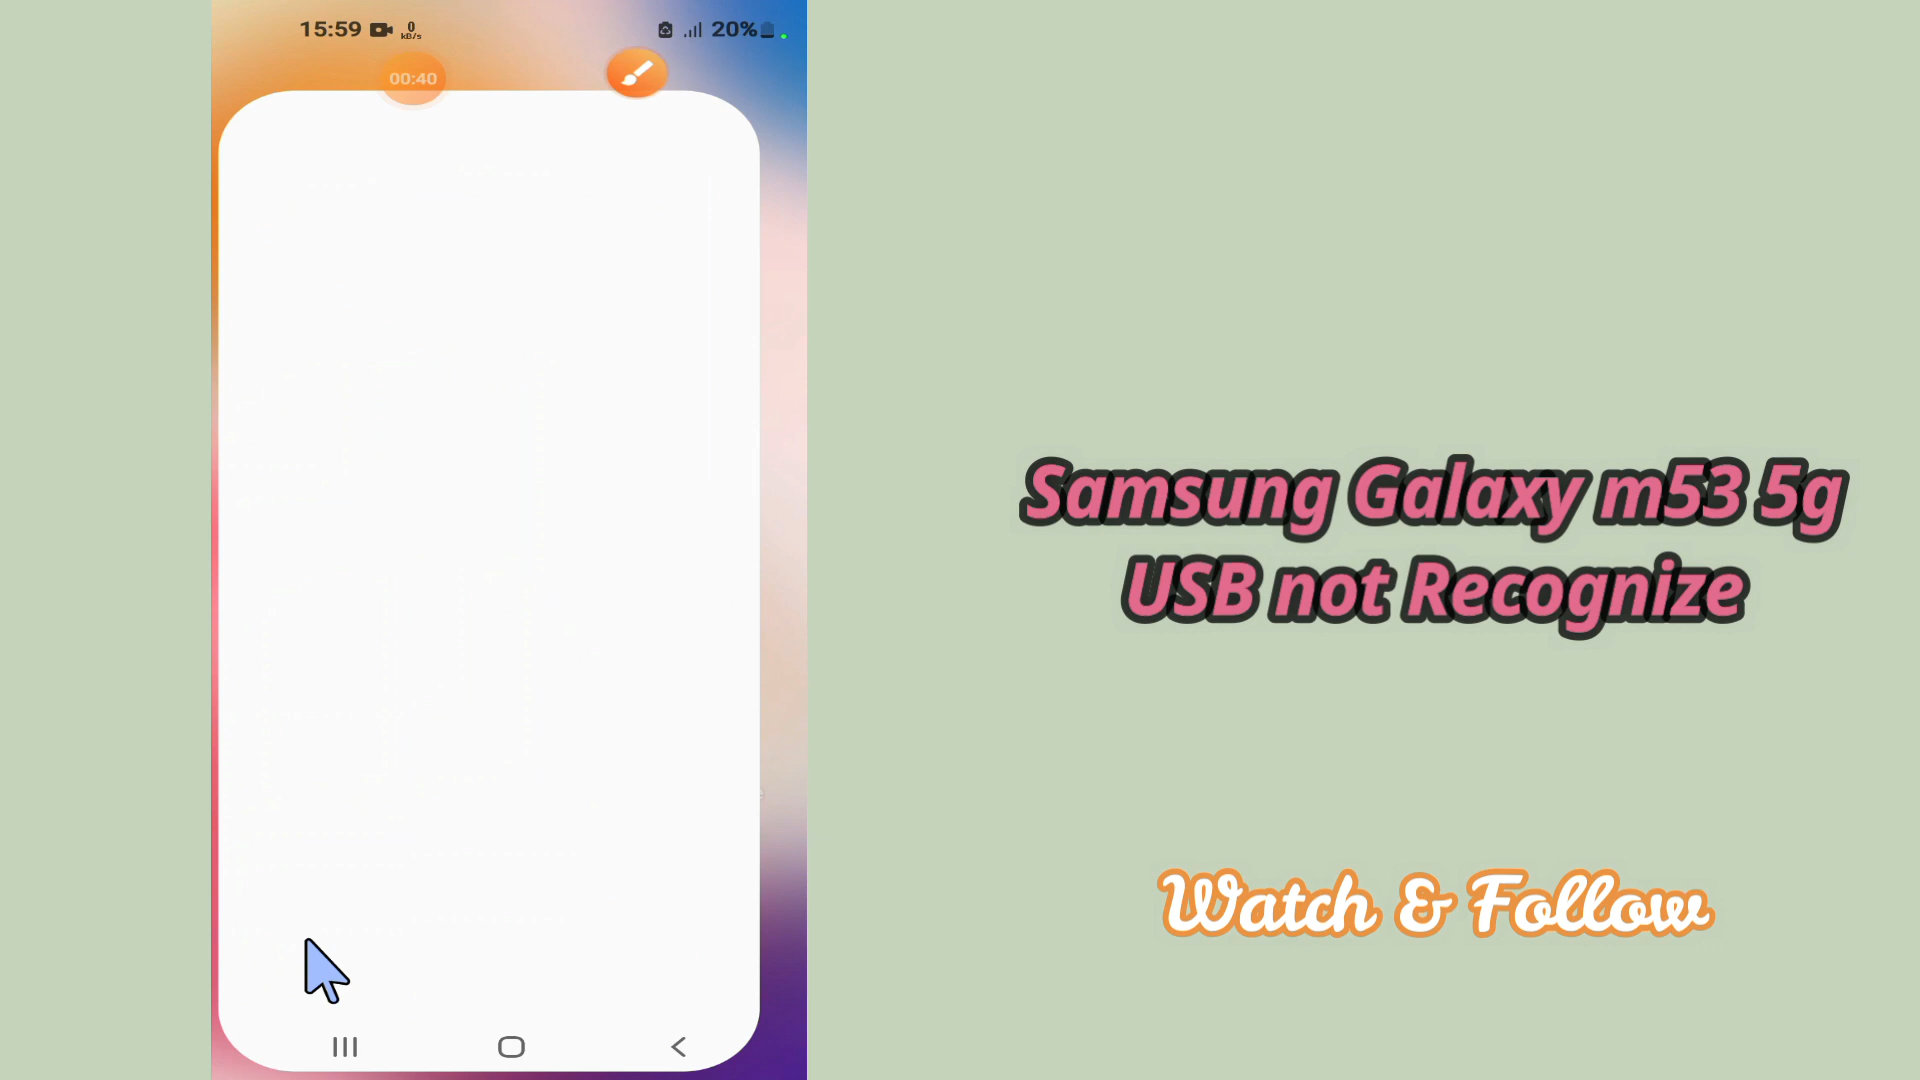 15:59 0 kB/s 20%
00:40
Samsung Galaxy m53 5g
USB not Recognize
Watch & Follow